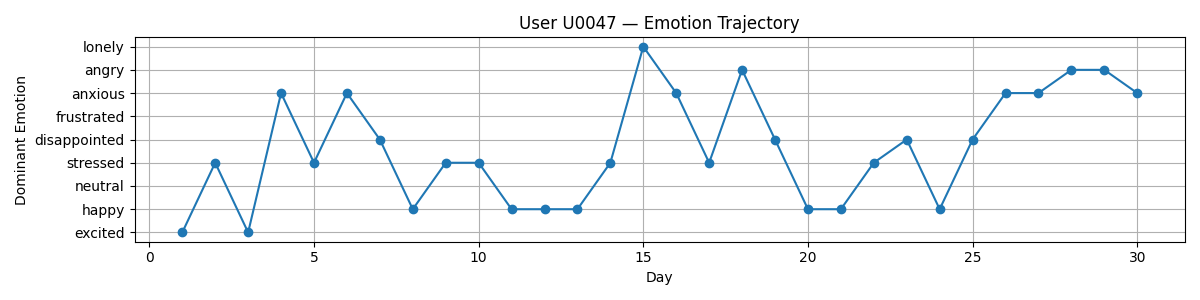 User U0047 — Emotion Trajectory
Dominant Emotion
lonely
angry
anxious
frustrated
disappointed
stressed
neutral
happy
excited
0 5 10 15 20 25 30
Day